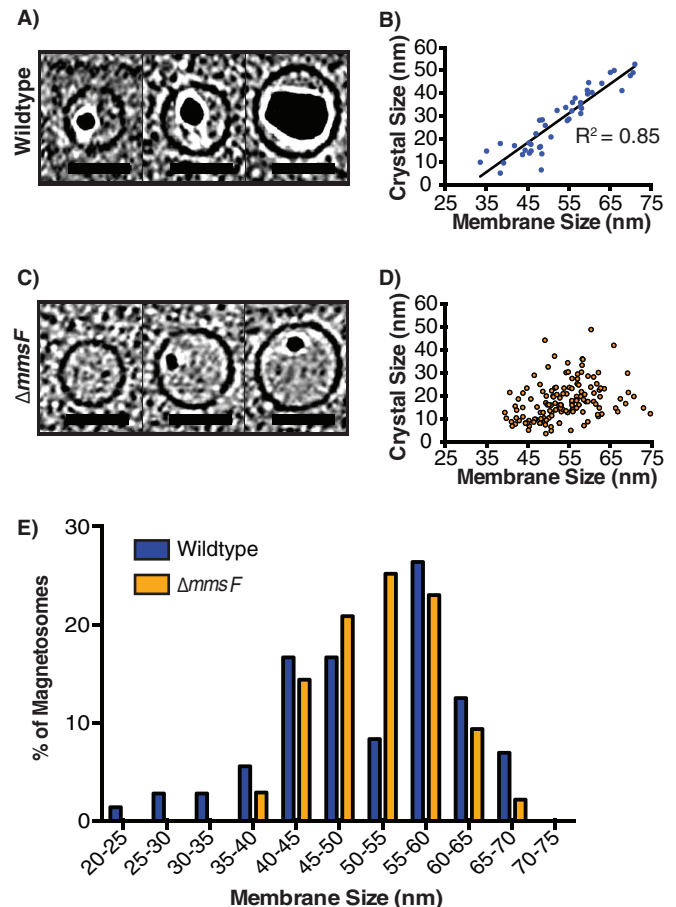 A)
Wildtype
B)
Crystal Size (nm)
60
50
40
30
20
10
0
R² = 0.85
25 35 45 55 65 75
Membrane Size (nm)
C)
ΔmmsF
D)
Crystal Size (nm)
60
50
40
30
20
10
0
25 35 45 55 65 75
Membrane Size (nm)
E)
% of Magnetosomes
30
20
10
0
Wildtype
ΔmmsF
20-25 25-30 30-35 35-40 40-45 45-50 50-55 55-60 60-65 65-70 70-75
Membrane Size (nm)